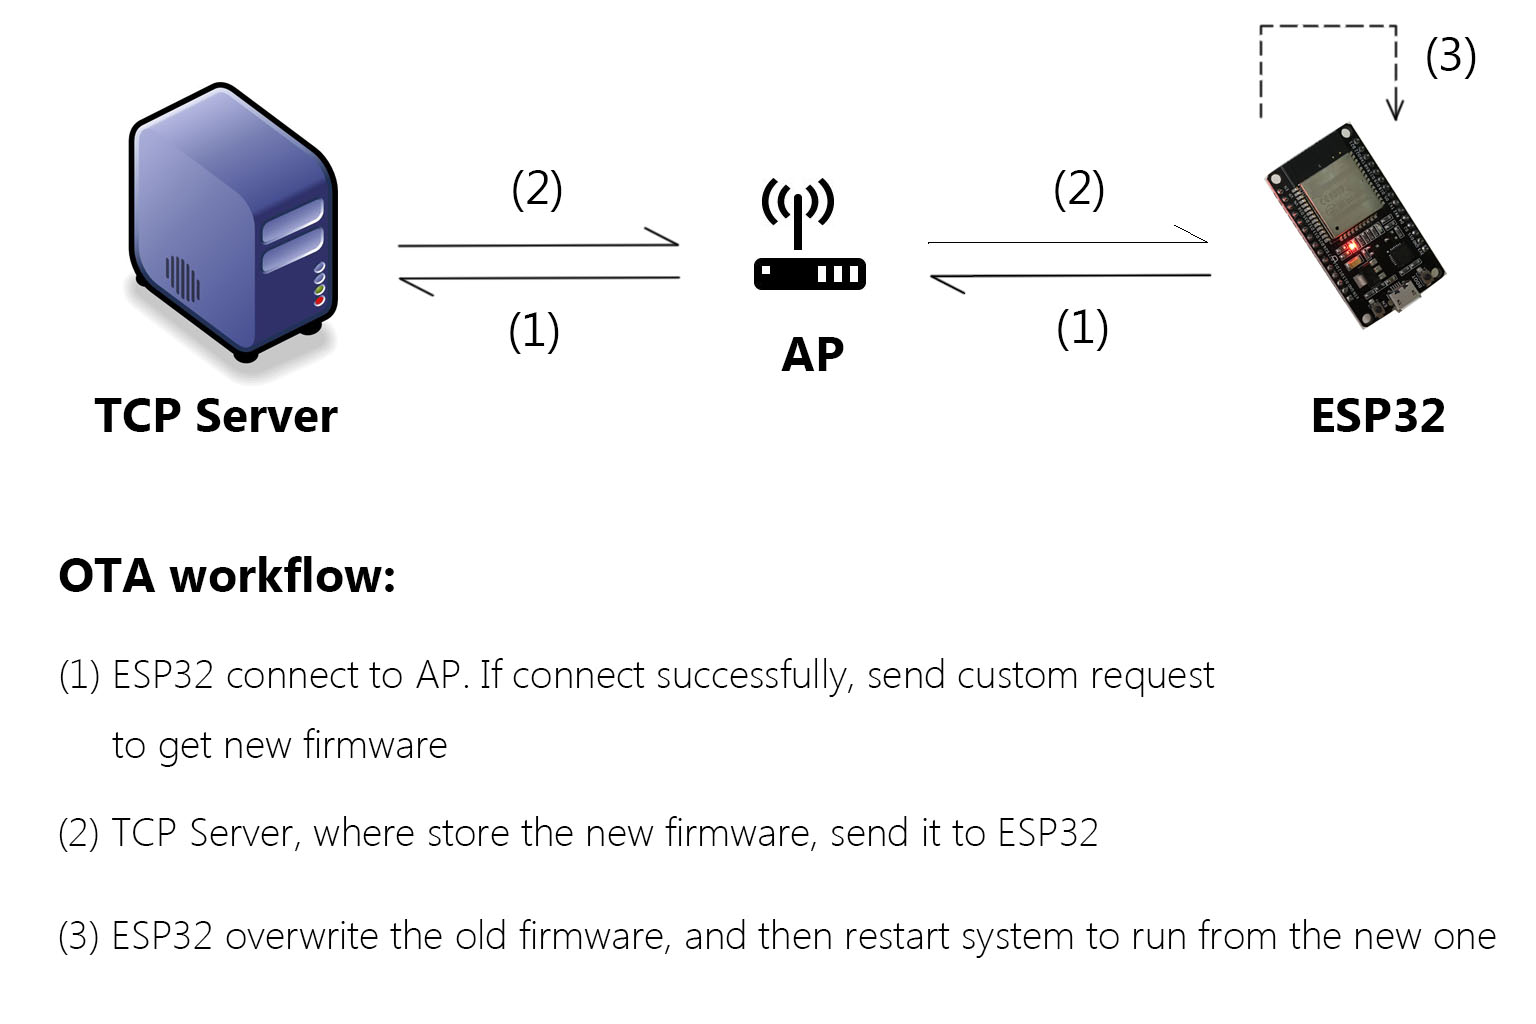 (3)
(2)
(2)
(1)
(1)
AP
TCP Server
ESP32
OTA workflow:
(1) ESP32 connect to AP. If connect successfully, send custom request
to get new firmware
(2) TCP Server, where store the new firmware, send it to ESP32
(3) ESP32 overwrite the old firmware, and then restart system to run from the new one